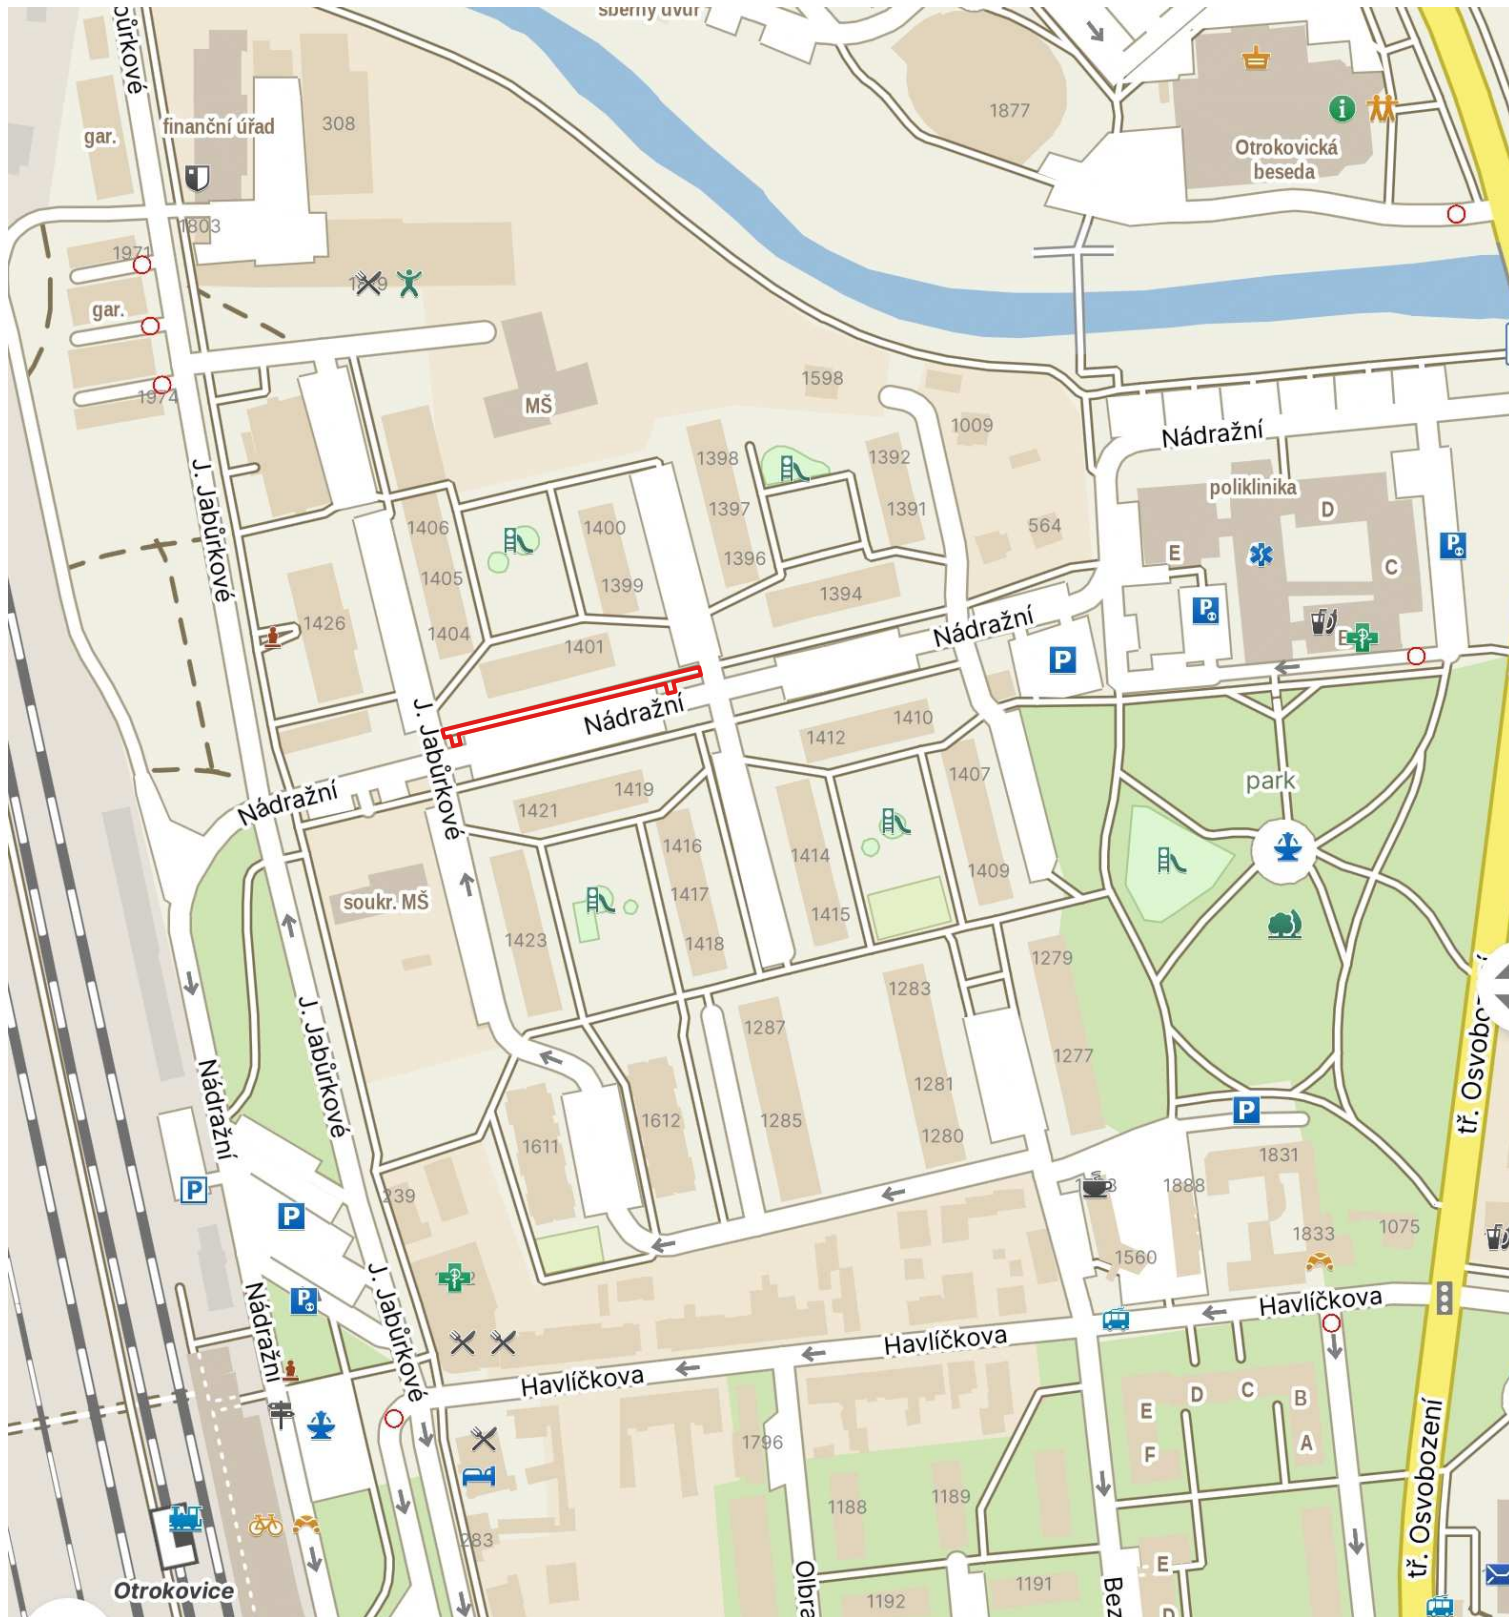 sběrný dvůr
bůrkové
gar.
finanční úřad
308
1877
Otrokovická
beseda
1803
1971
gar.
1974
MŠ
1598
1009
Nádražní
J. Jabůrkové
1398
1392
poliklinika
D
1406
1400
1397
1391
564
E
C
1405
1399
1396
1394
1426
1404
1401
Nádražní
P
Nádražní
J. Jabůrkové
1410
1412
1407
park
Nádražní
1421
1419
1416
1414
1409
soukr. MŠ
1417
1415
1423
1418
1279
J. Jabůrkové
1287
1283
1277
tř. Osvobo
Nádražní
1281
1285
1280
1612
1611
P
1831
239
P
P
1888
1833
1075
1560
J. Jabůrkové
Nádražní
Havlíčkova
Havlíčkova
Havlíčkova
E
D
C
B
F
A
1796
1188
1189
tř. Osvobození
283
E
Otrokovice
Olbra
1192
1191
Bez